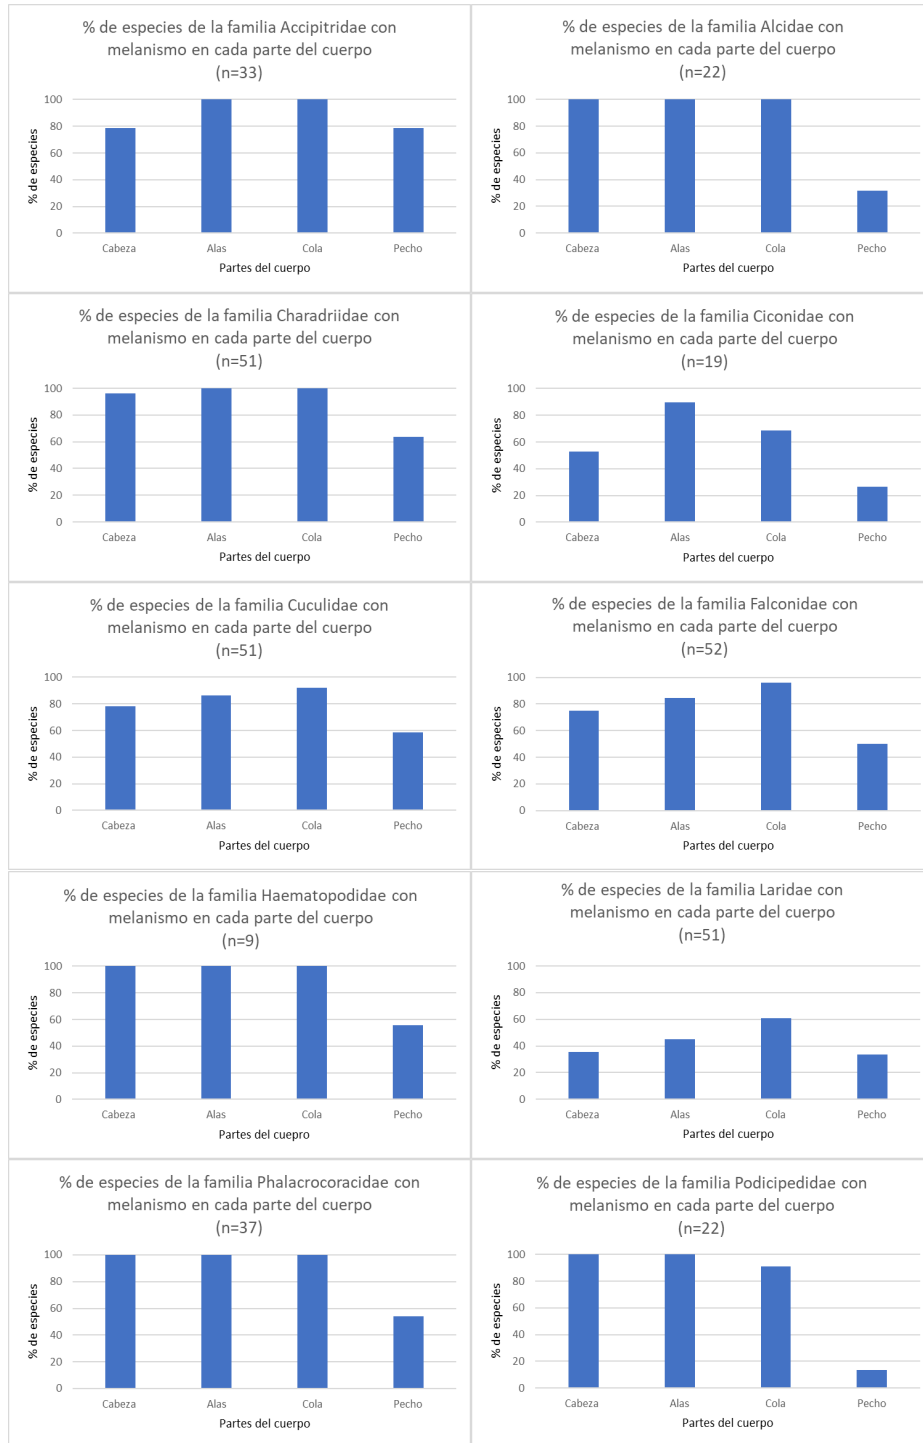 % de especies de la familia Accipitridae con
melanismo en cada parte del cuerpo
(n=33)
% de especies
100
80
60
40
20
0
Cabeza Alas Cola Pecho
Partes del cuerpo
% de especies de la familia Alcidae con
melanismo en cada parte del cuerpo
(n=22)
% de especies
100
80
60
40
20
0
Cabeza Alas Cola Pecho
Partes del cuerpo
% de especies de la familia Charadriidae con
melanismo en cada parte del cuerpo
(n=51)
% de especies
100
80
60
40
20
0
Cabeza Alas Cola Pecho
Partes del cuerpo
% de especies de la familia Ciconidae con
melanismo en cada parte del cuerpo
(n=19)
% de especies
100
80
60
40
20
0
Cabeza Alas Cola Pecho
Partes del cuerpo
% de especies de la familia Cuculidae con
melanismo en cada parte del cuerpo
(n=51)
% de especies
100
80
60
40
20
0
Cabeza Alas Cola Pecho
Partes del cuerpo
% de especies de la familia Falconidae con
melanismo en cada parte del cuerpo
(n=52)
% de especies
100
80
60
40
20
0
Cabeza Alas Cola Pecho
Partes del cuerpo
% de especies de la familia Haematopodidae con
melanismo en cada parte del cuerpo
(n=9)
% de especies
100
80
60
40
20
0
Cabeza Alas Cola Pecho
Partes del cuepro
% de especies de la familia Laridae con
melanismo en cada parte del cuerpo
(n=51)
% de especies
100
80
60
40
20
0
Cabeza Alas Cola Pecho
Partes del cuerpo
% de especies de la familia Phalacrocoracidae con
melanismo en cada parte del cuerpo
(n=37)
% de especies
100
80
60
40
20
0
Cabeza Alas Cola Pecho
Partes del cuerpo
% de especies de la familia Podicipedidae con
melanismo en cada parte del cuerpo
(n=22)
% de especies
100
80
60
40
20
0
Cabeza Alas Cola Pecho
Partes del cuerpo